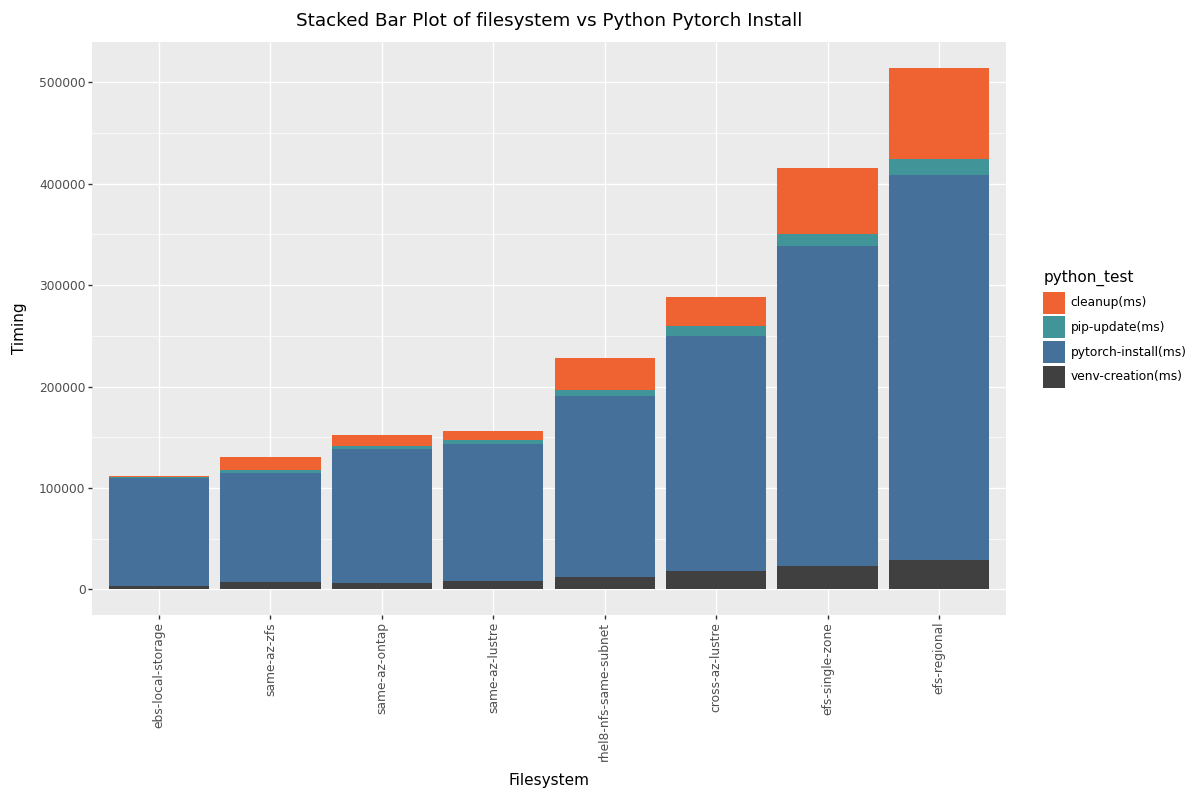 Stacked Bar Plot of filesystem vs Python Pytorch Install
500000
400000
300000
200000
100000
0
Timing
ebs-local-storage
same-az-zfs
same-az-ontap
same-az-lustre
rhel8-nfs-same-subnet
cross-az-lustre
efs-single-zone
efs-regional
Filesystem
python_test
cleanup(ms)
pip-update(ms)
pytorch-install(ms)
venv-creation(ms)